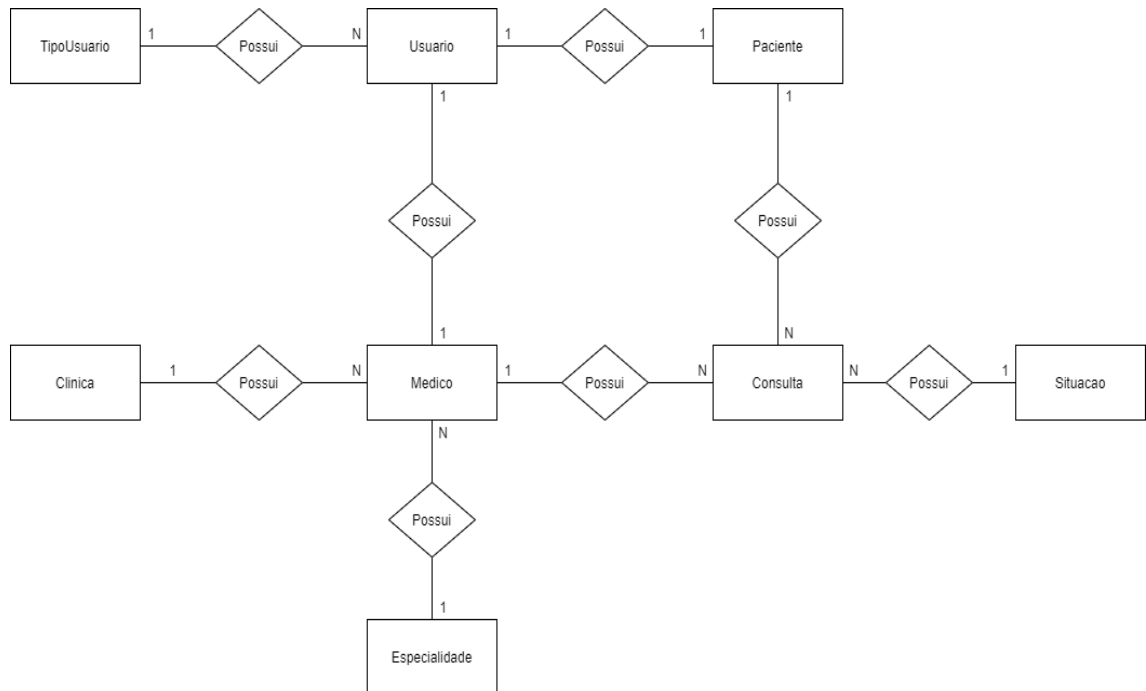 TipoUsuario 1 Possui N Usuario 1 Possui 1 Paciente
1 1
Possui Possui
1 N
Clinica 1 Possui N Medico 1 Possui N Consulta N Possui 1 Situacao
N
Possui
1
Especialidade